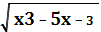 √x3 – 5x – 3